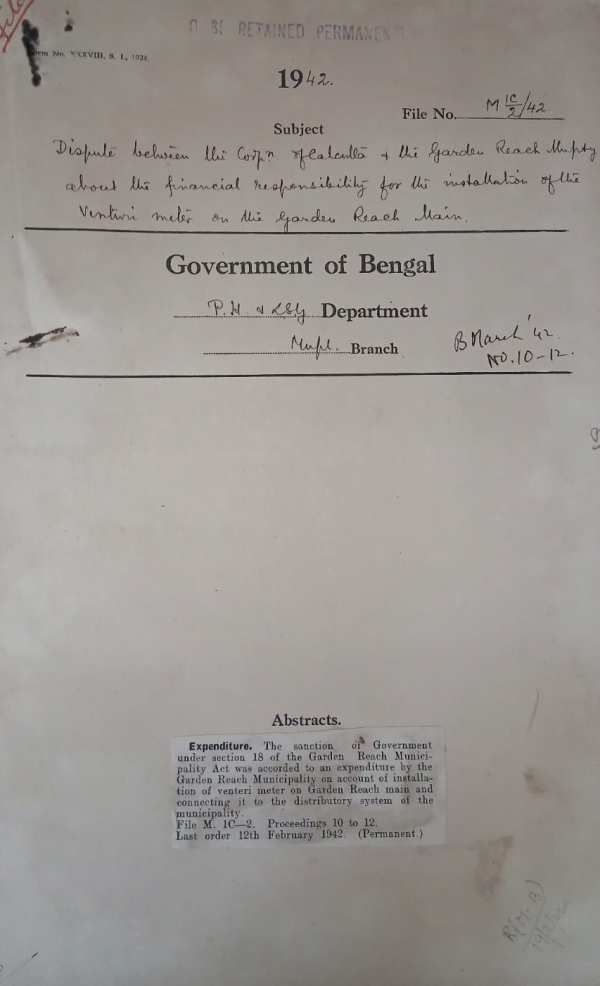 O BE RETAINED PERMANENT
rm No. XXXVIII, S. I., 1924.
1942.
File No. M 1C/2/42
Subject
Dispute between the Corpn of Calcutta & the Garden Reach Mupty
about the financial responsibility for the installation of the
Venturi meter on the Garden Reach Main.
Government of Bengal
P.H. & LSG Department
Mupl. Branch
B March '42.
NO. 10-12.
Abstracts.
Expenditure. The sanction of Government
under section 18 of the Garden Reach Munici-
pality Act was accorded to an expenditure by the
Garden Reach Municipality on account of installa-
tion of venteri meter on Garden Reach main and
connecting it to the distributory system of the
municipality.
File M. 1C—2. Proceedings 10 to 12.
Last order 12th February 1942. (Permanent.)
R(M.B)